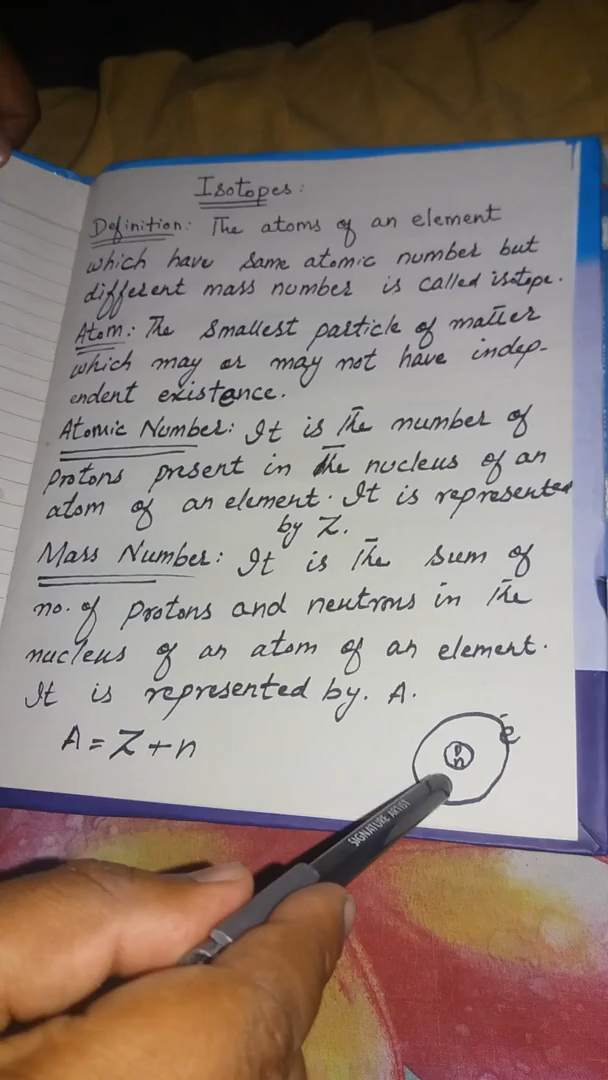 Isotopes:
Definition: The atoms of an element
which have same atomic number but
different mass number is called isotope.
Atom: The smallest particle of matter
which may or may not have indep-
endent existance.
Atomic Number: It is the number of
protons present in the nucleus of an
atom of an element. It is represented
by Z.
Mass Number: It is the sum of
no. of protons and neutrons in the
nucleus of an atom of an element.
It is represented by. A.
A = Z + n
e
p
n
SIGNATURE ARTIST